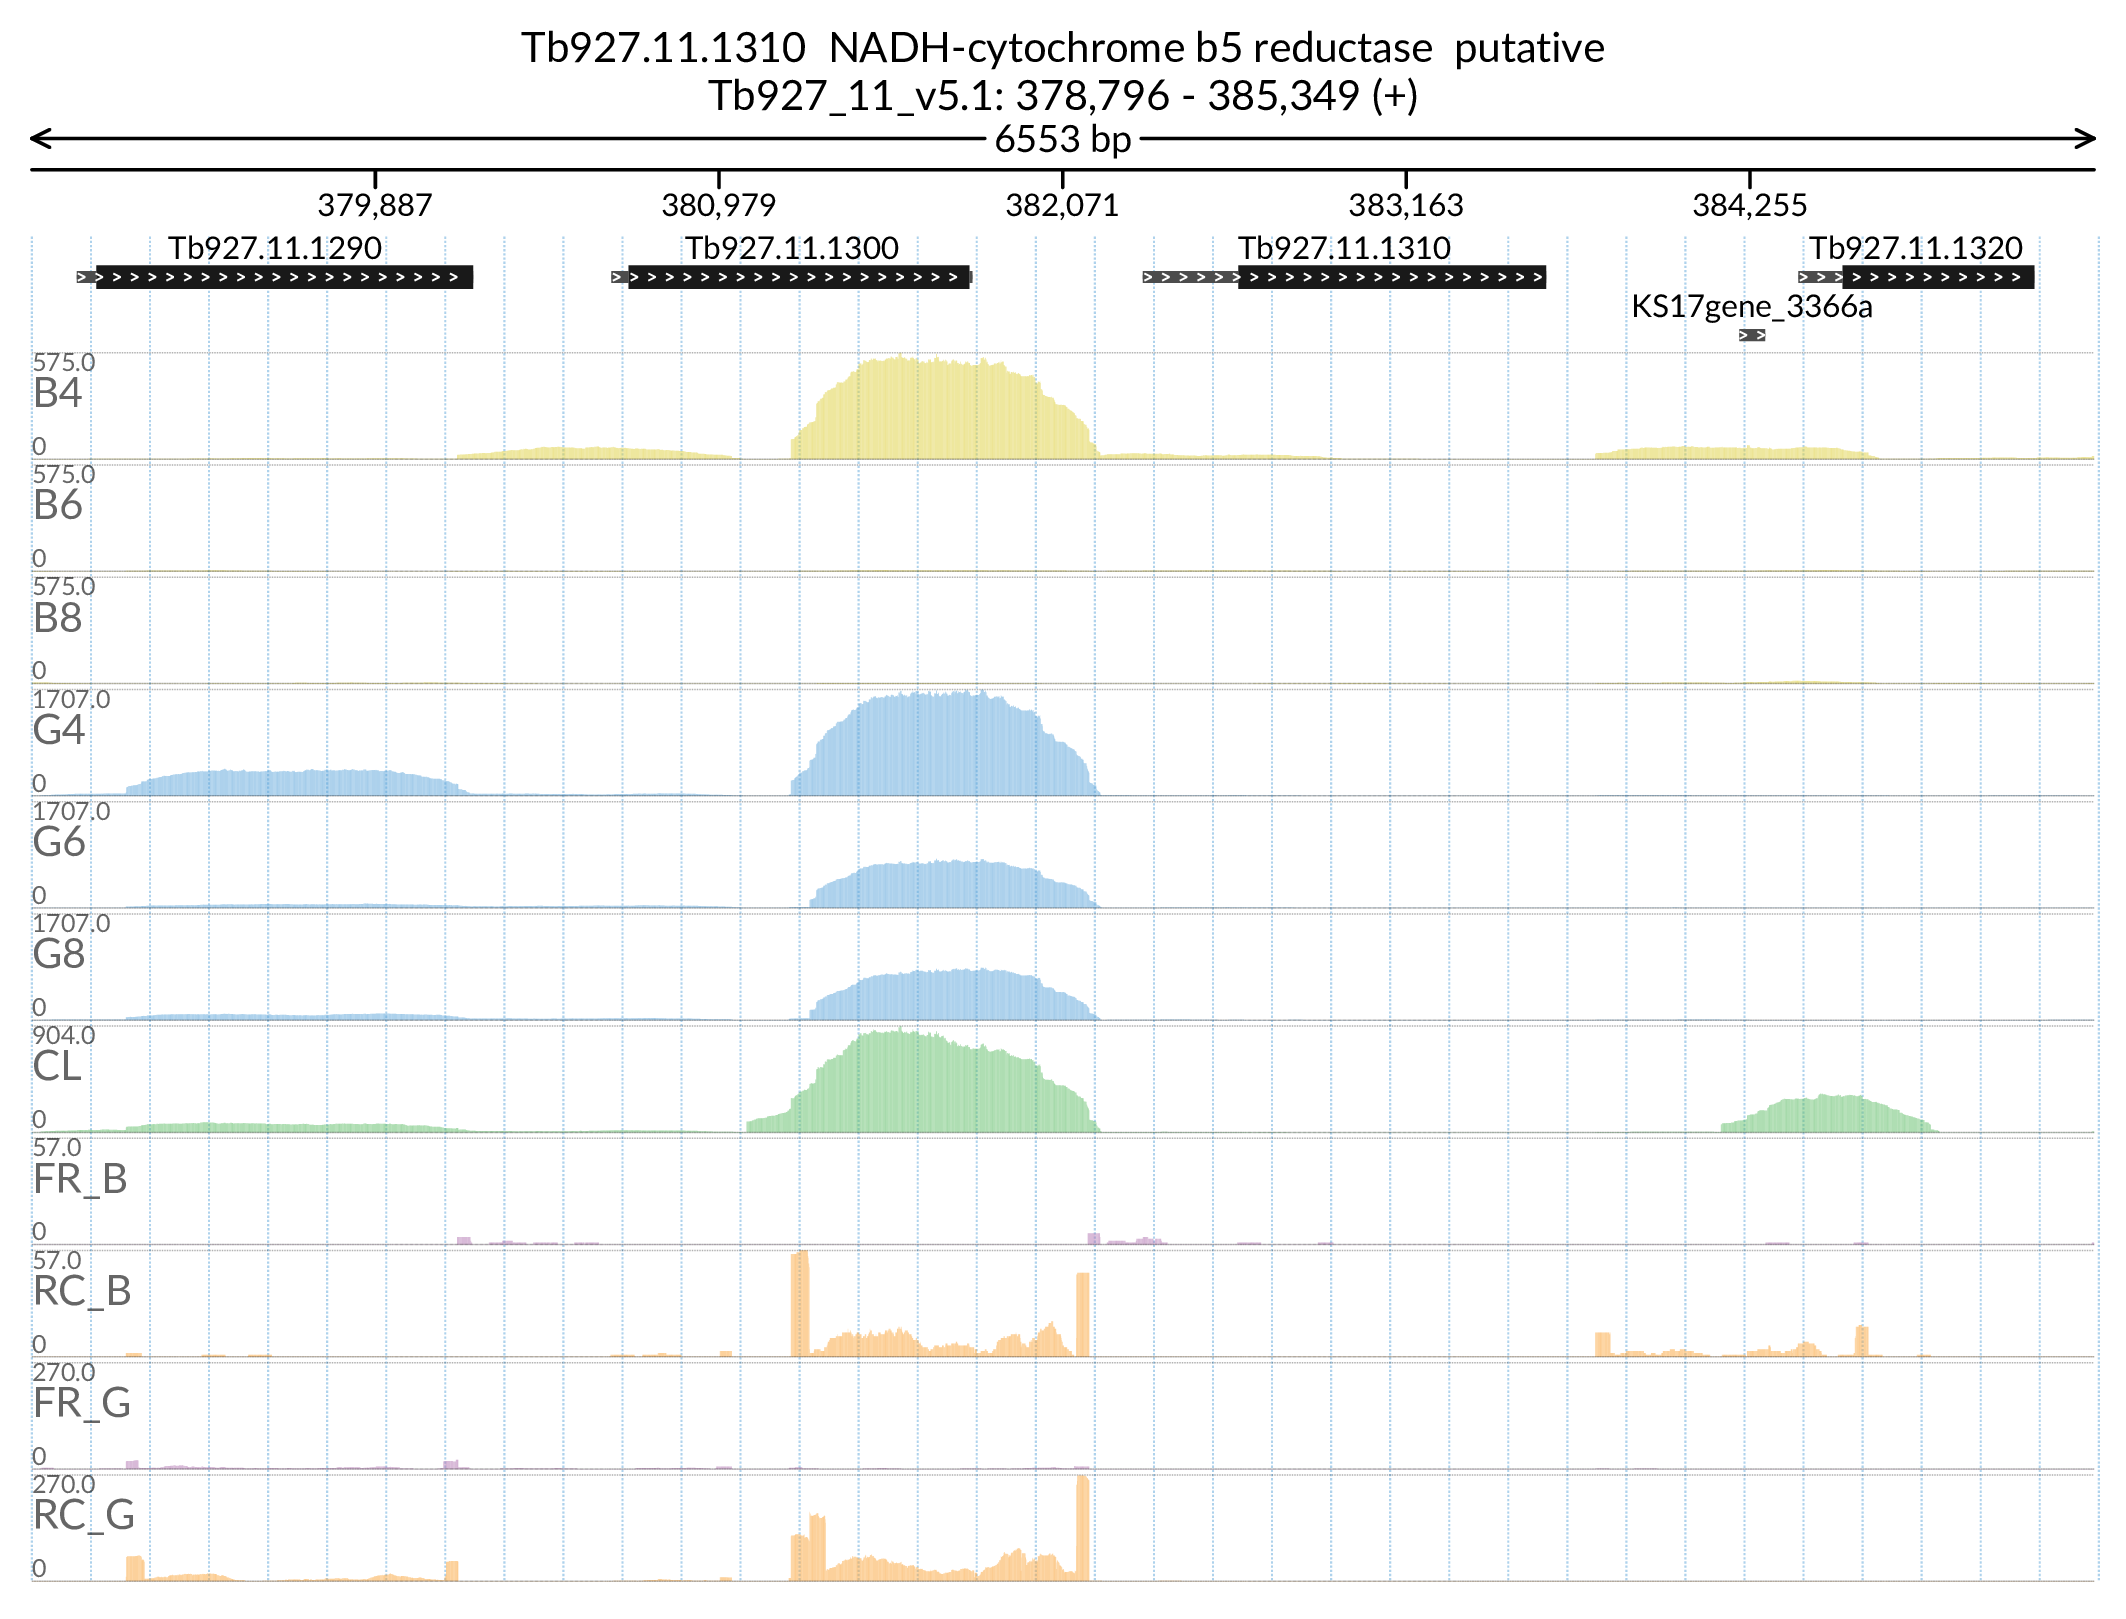 Tb927.11.1310  NADH-cytochrome b5 reductase  putative
Tb927_11_v5.1: 378,796 - 385,349 (+)
6553 bp
379,887 380,979 382,071 383,163 384,255
Tb927.11.1290 Tb927.11.1300 Tb927.11.1310 Tb927.11.1320
KS17gene_3366a
575.0
B4
0
575.0
B6
0
575.0
B8
0
1707.0
G4
0
1707.0
G6
0
1707.0
G8
0
904.0
CL
0
57.0
FR_B
0
57.0
RC_B
0
270.0
FR_G
0
270.0
RC_G
0